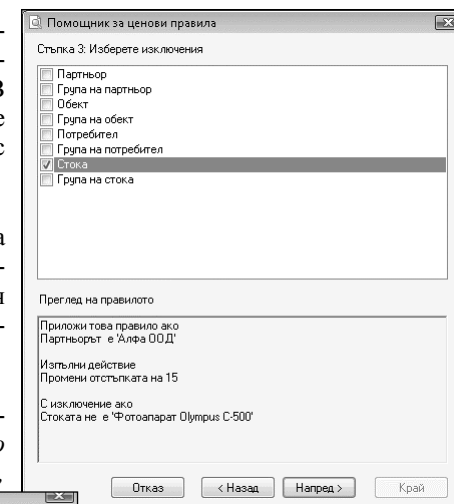 Помощник за ценови правила
Стъпка 3: Изберете изключения
Партньор
Група на партньор
Обект
Група на обект
Потребител
Група на потребител
Стока
Група на стока
Преглед на правилото
Приложи това правило ако
Партньорът е 'Алфа ООД'
Изпълни действие
Промени отстъпката на 15
С изключение ако
Стоката не е 'Фотоапарат Olympus C-500'
Отказ
< Назад
Напред >
Край